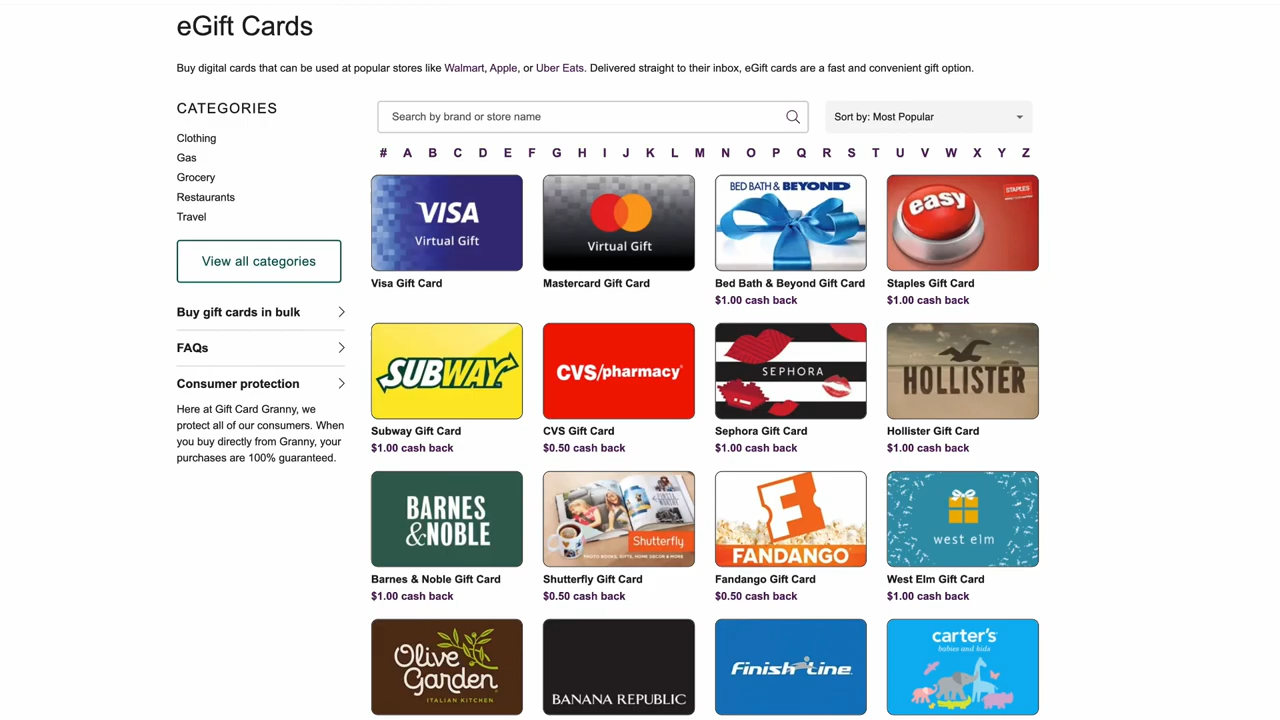 eGift Cards
Buy digital cards that can be used at popular stores like Walmart, Apple, or Uber Eats. Delivered straight to their inbox, eGift cards are a fast and convenient gift option.
CATEGORIES
Clothing
Gas
Grocery
Restaurants
Travel
View all categories
Buy gift cards in bulk
FAQs
Consumer protection
Here at Gift Card Granny, we
protect all of our consumers. When
you buy directly from Granny, your
purchases are 100% guaranteed.
Search by brand or store name
Sort by: Most Popular
# A B C D E F G H I J K L M N O P Q R S T U V W X Y Z
VISA
Virtual Gift
Visa Gift Card
Virtual Gift
Mastercard Gift Card
BED BATH & BEYOND
Bed Bath & Beyond Gift Card
$1.00 cash back
easy
STAPLES
Staples Gift Card
$1.00 cash back
SUBWAY
Subway Gift Card
$1.00 cash back
CVS/pharmacy
CVS Gift Card
$0.50 cash back
SEPHORA
Sephora Gift Card
$1.00 cash back
HOLLISTER
Hollister Gift Card
$1.00 cash back
BARNES
&NOBLE
Barnes & Noble Gift Card
$1.00 cash back
Shutterfly
PHOTO BOOKS, GIFTS, HOME DECOR & MORE
Shutterfly Gift Card
$0.50 cash back
F
FANDANGO
Fandango Gift Card
$0.50 cash back
west elm
West Elm Gift Card
$1.00 cash back
Olive
Garden
ITALIAN KITCHEN
BANANA REPUBLIC
Finish Line
carter's
babies and kids